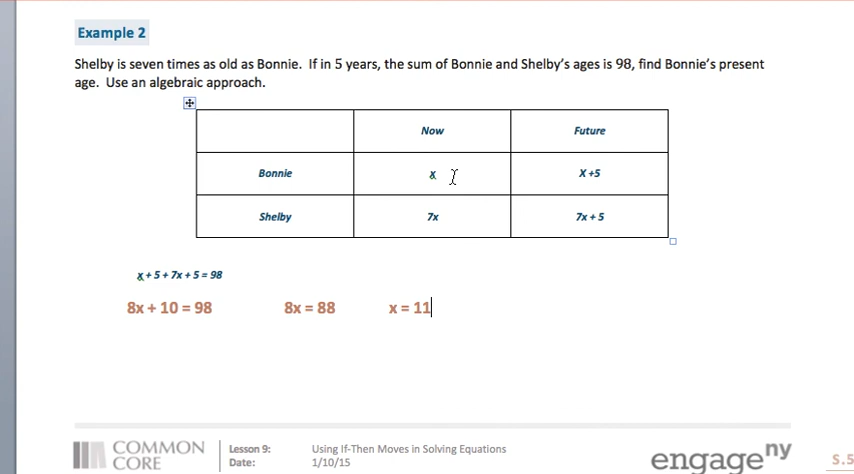 Example 2
Shelby is seven times as old as Bonnie. If in 5 years, the sum of Bonnie and Shelby's ages is 98, find Bonnie's present
age. Use an algebraic approach.
Now Future
Bonnie x X +5
Shelby 7x 7x + 5
x + 5 + 7x + 5 = 98
8x + 10 = 98 8x = 88 x = 11
COMMON
CORE
Lesson 9: Using If-Then Moves in Solving Equations
Date: 1/10/15
engageny
S.5